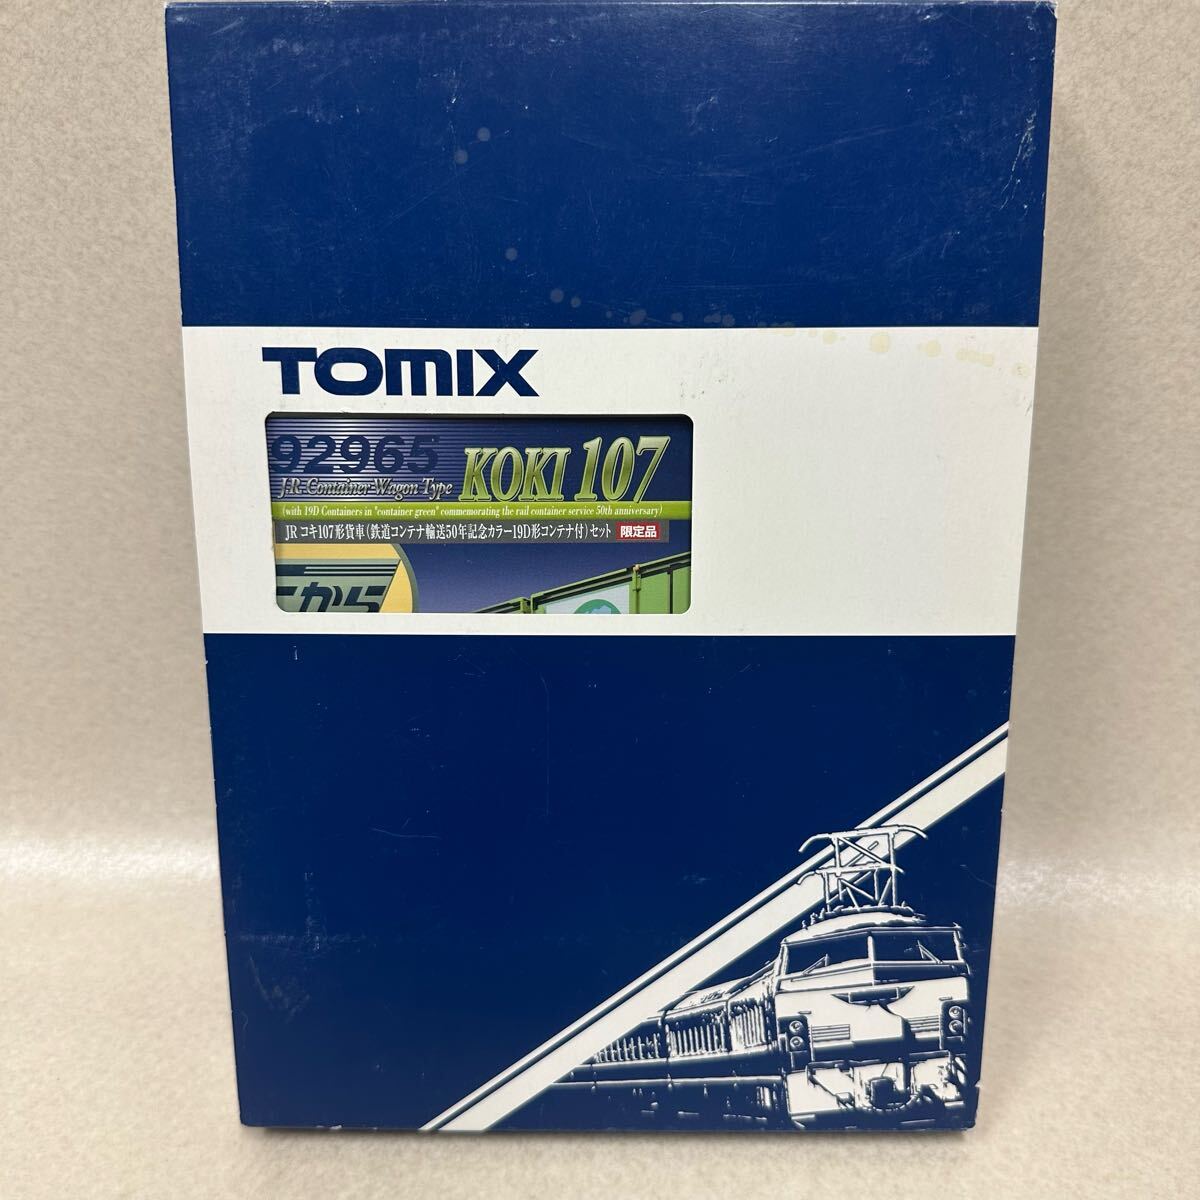 TOMIX
92965
J.R. Container Wagon Type KOKI 107
(with 19D Containers in "container green" commemorating the rail container service 50th anniversary)
JR コキ107形貨車(鉄道コンテナ輸送50年記念カラー19D形コンテナ付)セット 限定品
から